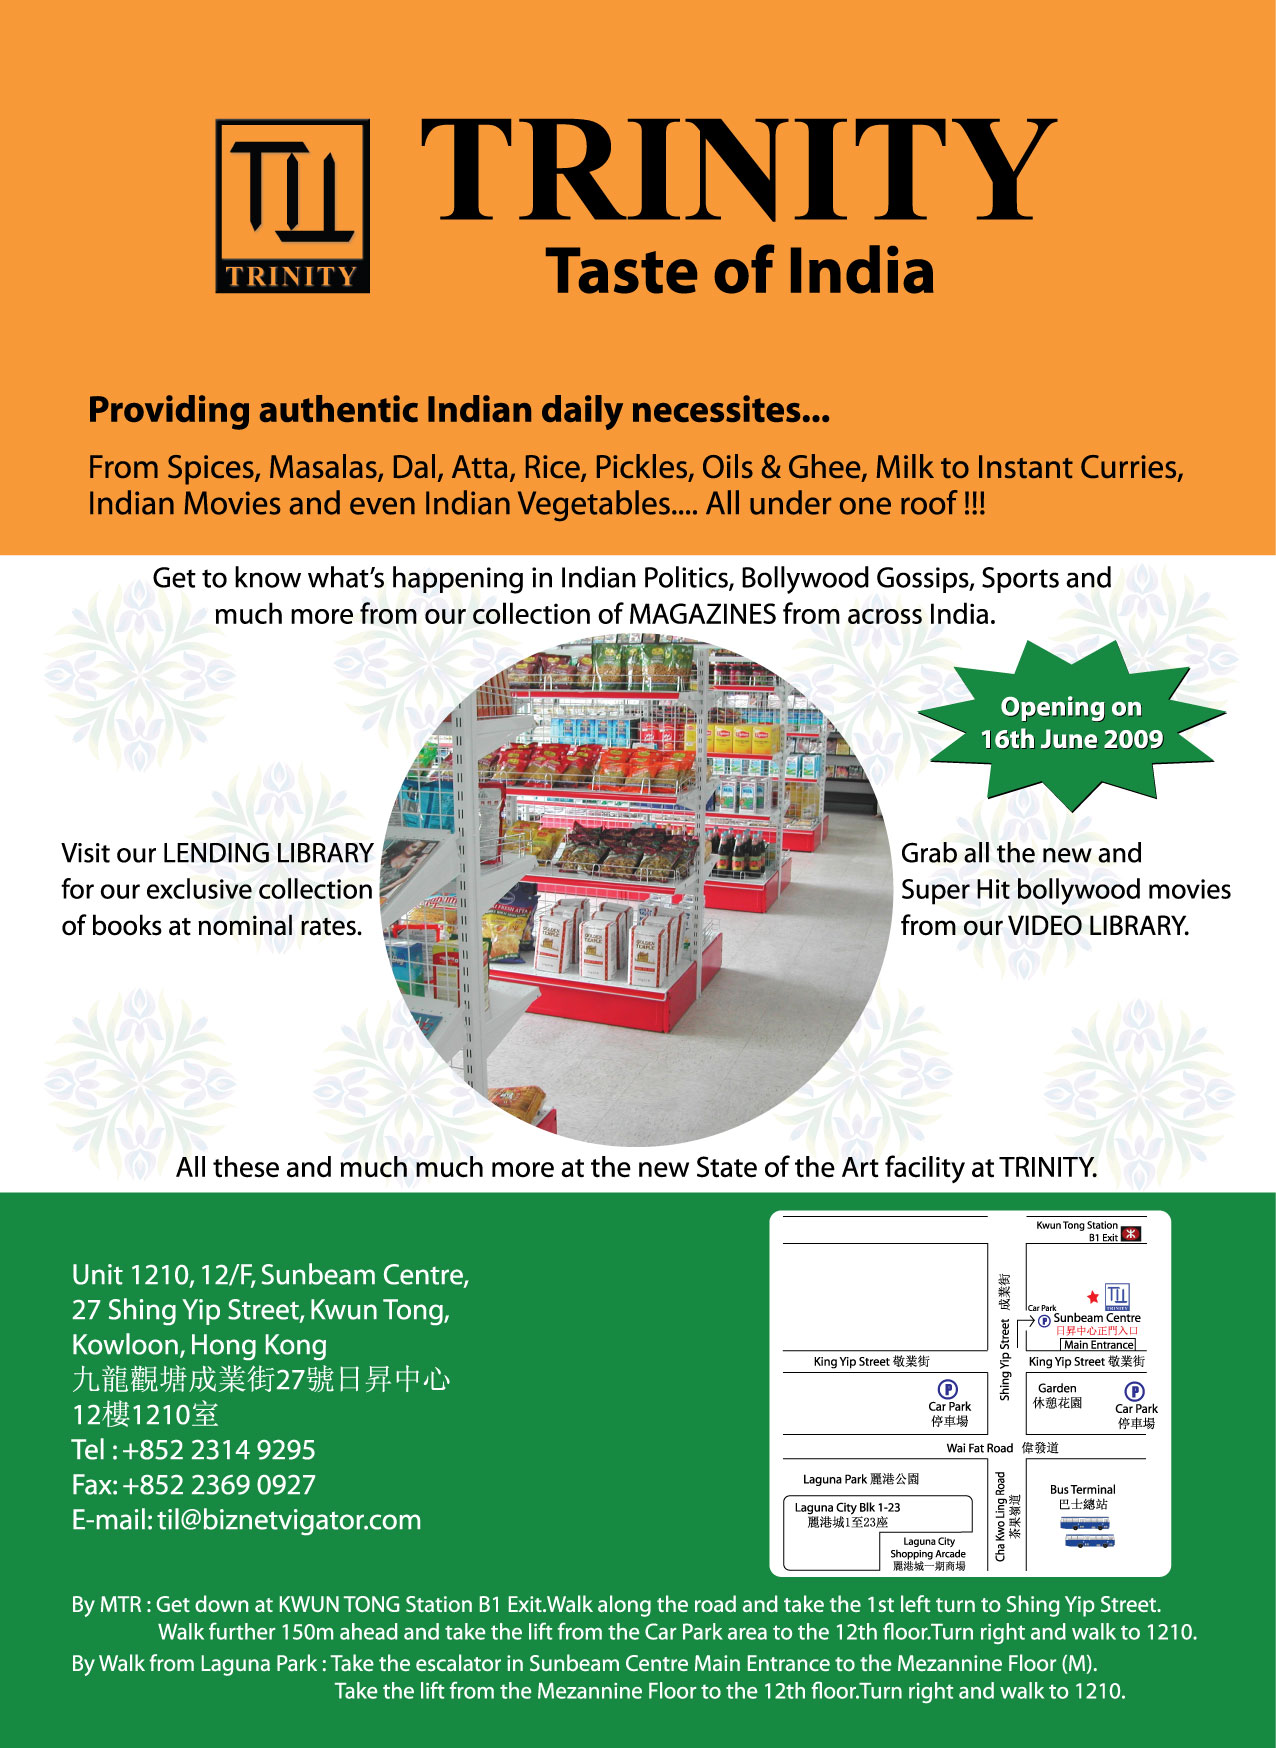 TRINITY
TRINITY
Taste of India
Providing authentic Indian daily necessites...
From Spices, Masalas, Dal, Atta, Rice, Pickles, Oils & Ghee, Milk to Instant Curries,
Indian Movies and even Indian Vegetables.... All under one roof !!!
Get to know what's happening in Indian Politics, Bollywood Gossips, Sports and
much more from our collection of MAGAZINES from across India.
Opening on
16th June 2009
Visit our LENDING LIBRARY
for our exclusive collection
of books at nominal rates.
Grab all the new and
Super Hit bollywood movies
from our VIDEO LIBRARY.
GOLDEN TEMPLE
All these and much much more at the new State of the Art facility at TRINITY.
Unit 1210, 12/F, Sunbeam Centre,
27 Shing Yip Street, Kwun Tong,
Kowloon, Hong Kong
九龍觀塘成業街27號日昇中心
12樓1210室
Tel : +852 2314 9295
Fax: +852 2369 0927
E-mail: til@biznetvigator.com
Kwun Tong Station
B1 Exit
Shing Yip Street 成業街
TRINITY
Car Park
Sunbeam Centre
日昇中心正門入口
Main Entrance
King Yip Street 敬業街
King Yip Street 敬業街
P
Car Park
停車場
Garden
休憩花園
P
Car Park
停車場
Wai Fat Road 偉發道
Laguna Park 麗港公園
Laguna City Blk 1-23
麗港城1至23座
Laguna City
Shopping Arcade
麗港城一期商場
Cha Kwo Ling Road
茶果嶺道
Bus Terminal
巴士總站
By MTR : Get down at KWUN TONG Station B1 Exit.Walk along the road and take the 1st left turn to Shing Yip Street.
Walk further 150m ahead and take the lift from the Car Park area to the 12th floor.Turn right and walk to 1210.
By Walk from Laguna Park : Take the escalator in Sunbeam Centre Main Entrance to the Mezannine Floor (M).
Take the lift from the Mezannine Floor to the 12th floor.Turn right and walk to 1210.